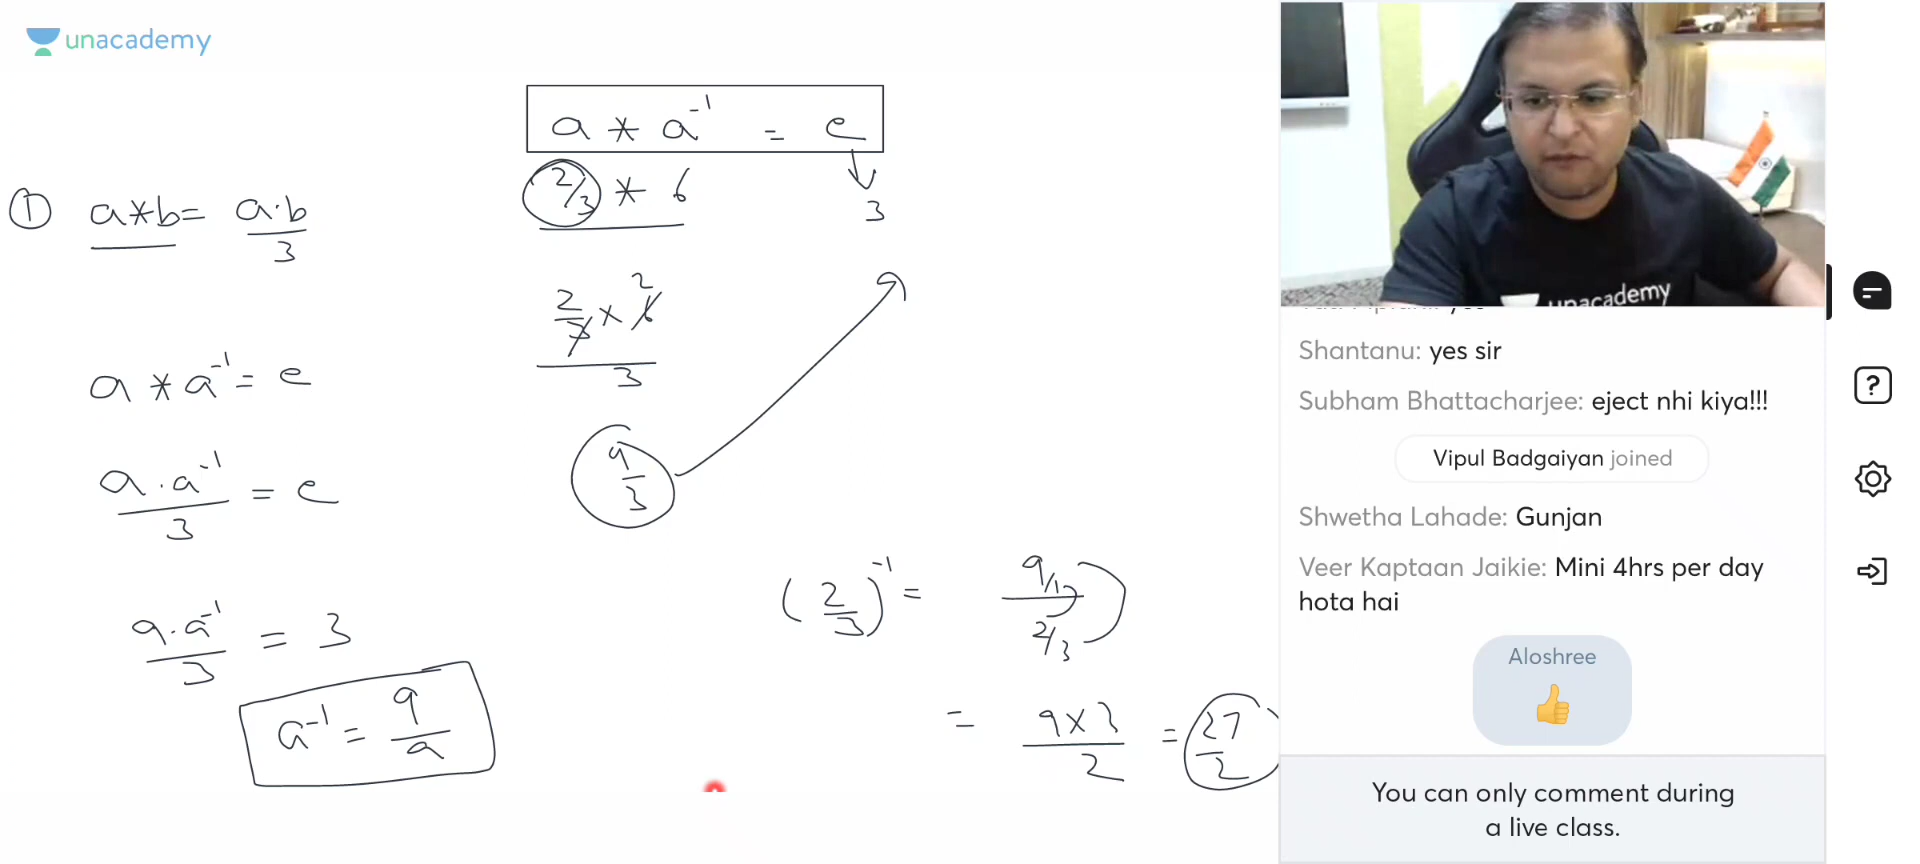 unacademy
a * a⁻¹ = e
2/3 * 6
3
① a*b = a·b/3
2/3 × 6 2
3
a * a⁻¹ = e
4/3
a·a⁻¹/3 = e
(2/3)⁻¹ =
2/3
a·a⁻¹/3 = 3
a⁻¹ = 9/a
= 9×3/2 = 27/2
unacademy
Shantanu: yes sir
Subham Bhattacharjee: eject nhi kiya!!!
Vipul Badgaiyan joined
Shwetha Lahade: Gunjan
Veer Kaptaan Jaikie: Mini 4hrs per day
hota hai
Aloshree
👍
You can only comment during
a live class.
?